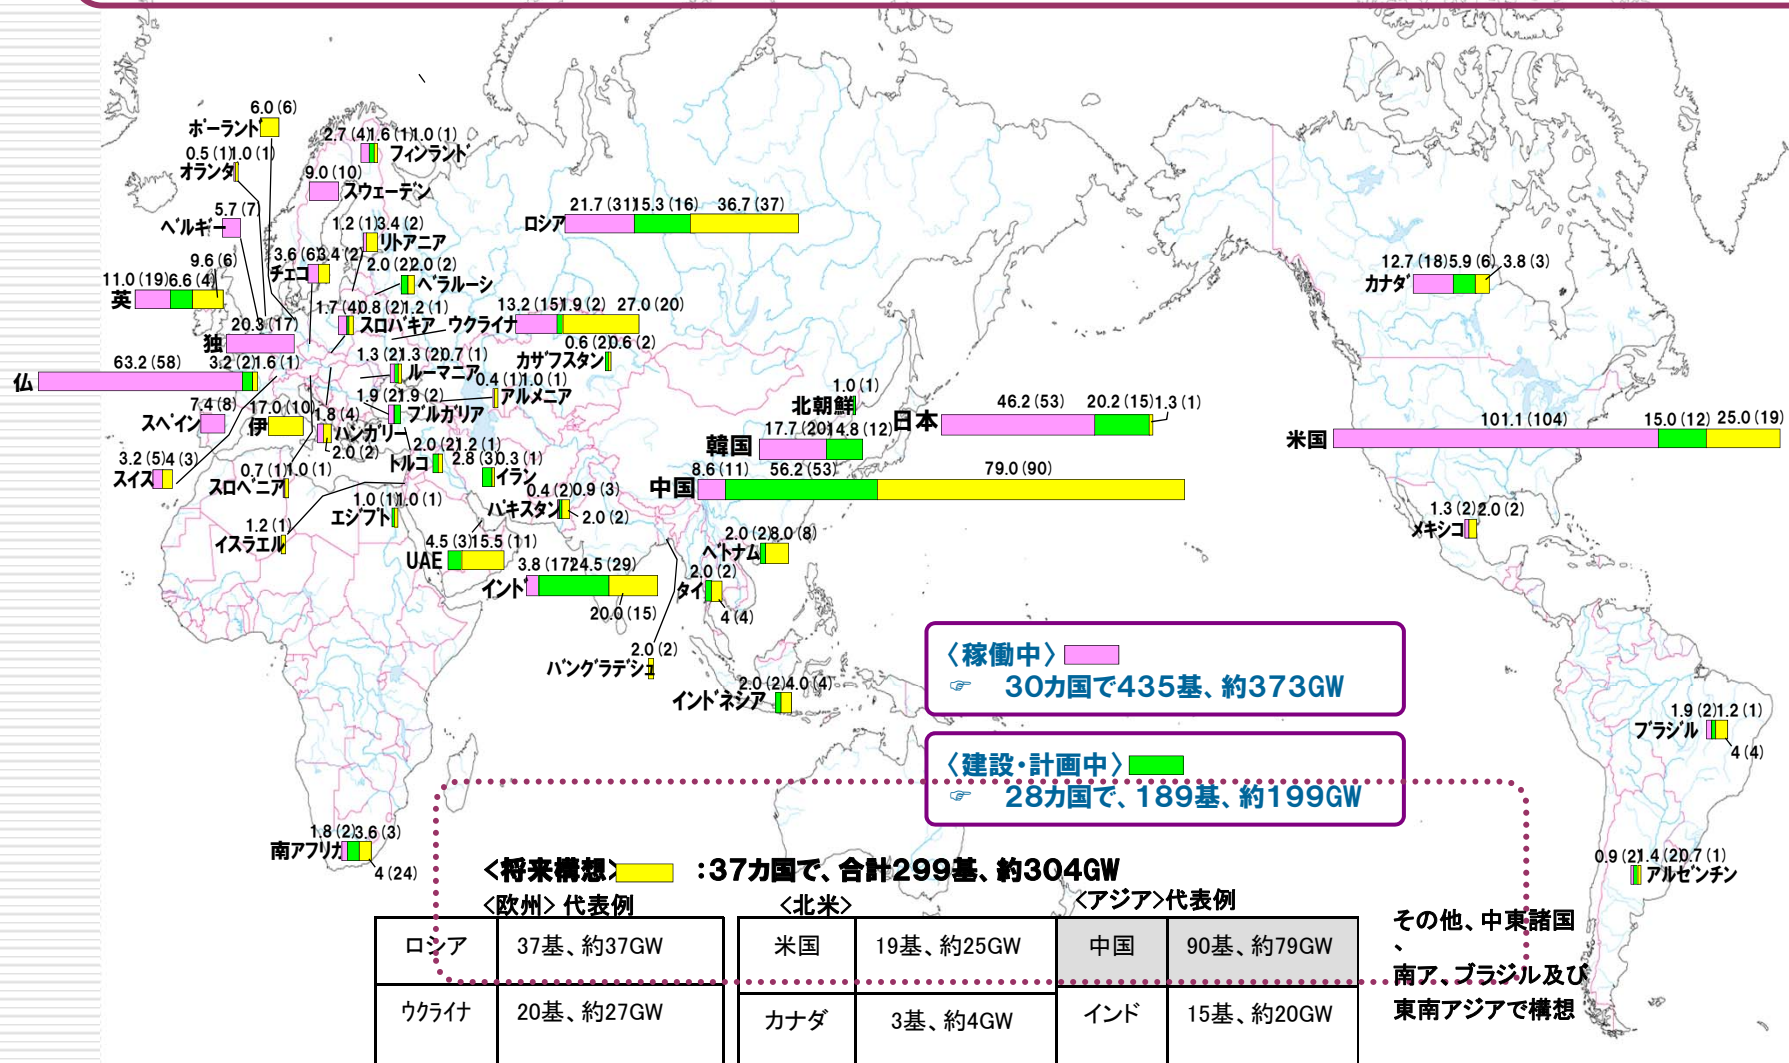 6.0 (6)
ポーランド
2.7 (4)1.6 (1)1.0 (1)
フィンランド
0.5 (1)1.0 (1)
オランダ
9.0 (10)
スウェーデン
5.7 (7)
ベルギー
21.7 (31)15.3 (16) 36.7 (37)
ロシア
1.2 (1)3.4 (2)
リトアニア
3.6 (6)3.4 (2)
チェコ
2.0 (2)2.0 (2)
ベラルーシ
9.6 (6)
11.0 (19)6.6 (4)
英
12.7 (18)5.9 (6) 3.8 (3)
カナダ
1.7 (4)0.8 (2)1.2 (1)
スロバキア
13.2 (15)1.9 (2) 27.0 (20)
ウクライナ
20.3 (17)
独
0.6 (2)0.6 (2)
カザフスタン
63.2 (58) 3.2 (2)1.6 (1)
仏
1.3 (2)1.3 (2)0.7 (1)
ルーマニア
0.4 (1)1.0 (1)
アルメニア
1.0 (1)
北朝鮮
1.9 (2)1.9 (2)
ブルガリア
7.4 (8)
スペイン
17.0 (10)
伊
1.8 (4)
ハンガリー
2.0 (2)
46.2 (53) 20.2 (15) 1.3 (1)
日本
17.7 (20)14.8 (12)
韓国
101.1 (104) 15.0 (12) 25.0 (19)
米国
2.0 (2)1.2 (1)
トルコ
2.8 (3)0.3 (1)
イラン
3.2 (5)4 (3)
スイス
0.7 (1)1.0 (1)
スロベニア
8.6 (11) 56.2 (53) 79.0 (90)
中国
1.0 (1)1.0 (1)
エジプト
0.4 (2)0.9 (3)
パキスタン
2.0 (2)
1.3 (2)2.0 (2)
メキシコ
1.2 (1)
イスラエル
4.5 (3)15.5 (11)
UAE
3.8 (17)24.5 (29)
インド
20.0 (15)
2.0 (2)8.0 (8)
ベトナム
2.0 (2)
タイ
4 (4)
2.0 (2)
バングラデシュ
2.0 (2)4.0 (4)
インドネシア
〈稼働中〉
☞ 30カ国で435基、約373GW
1.9 (2)1.2 (1)
ブラジル
4 (4)
〈建設・計画中〉
☞ 28カ国で、189基、約199GW
1.8 (2)3.6 (3)
南アフリカ
4 (24)
0.9 (2)1.4 (2)0.7 (1)
アルゼンチン
<将来構想> :37カ国で、合計299基、約304GW
<欧州> 代表例 <北米> <アジア>代表例
ロシア 37基、約37GW 米国 19基、約25GW 中国 90基、約79GW
ウクライナ 20基、約27GW カナダ 3基、約4GW インド 15基、約20GW
その他、中東諸国
、
南ア、ブラジル及び
東南アジアで構想